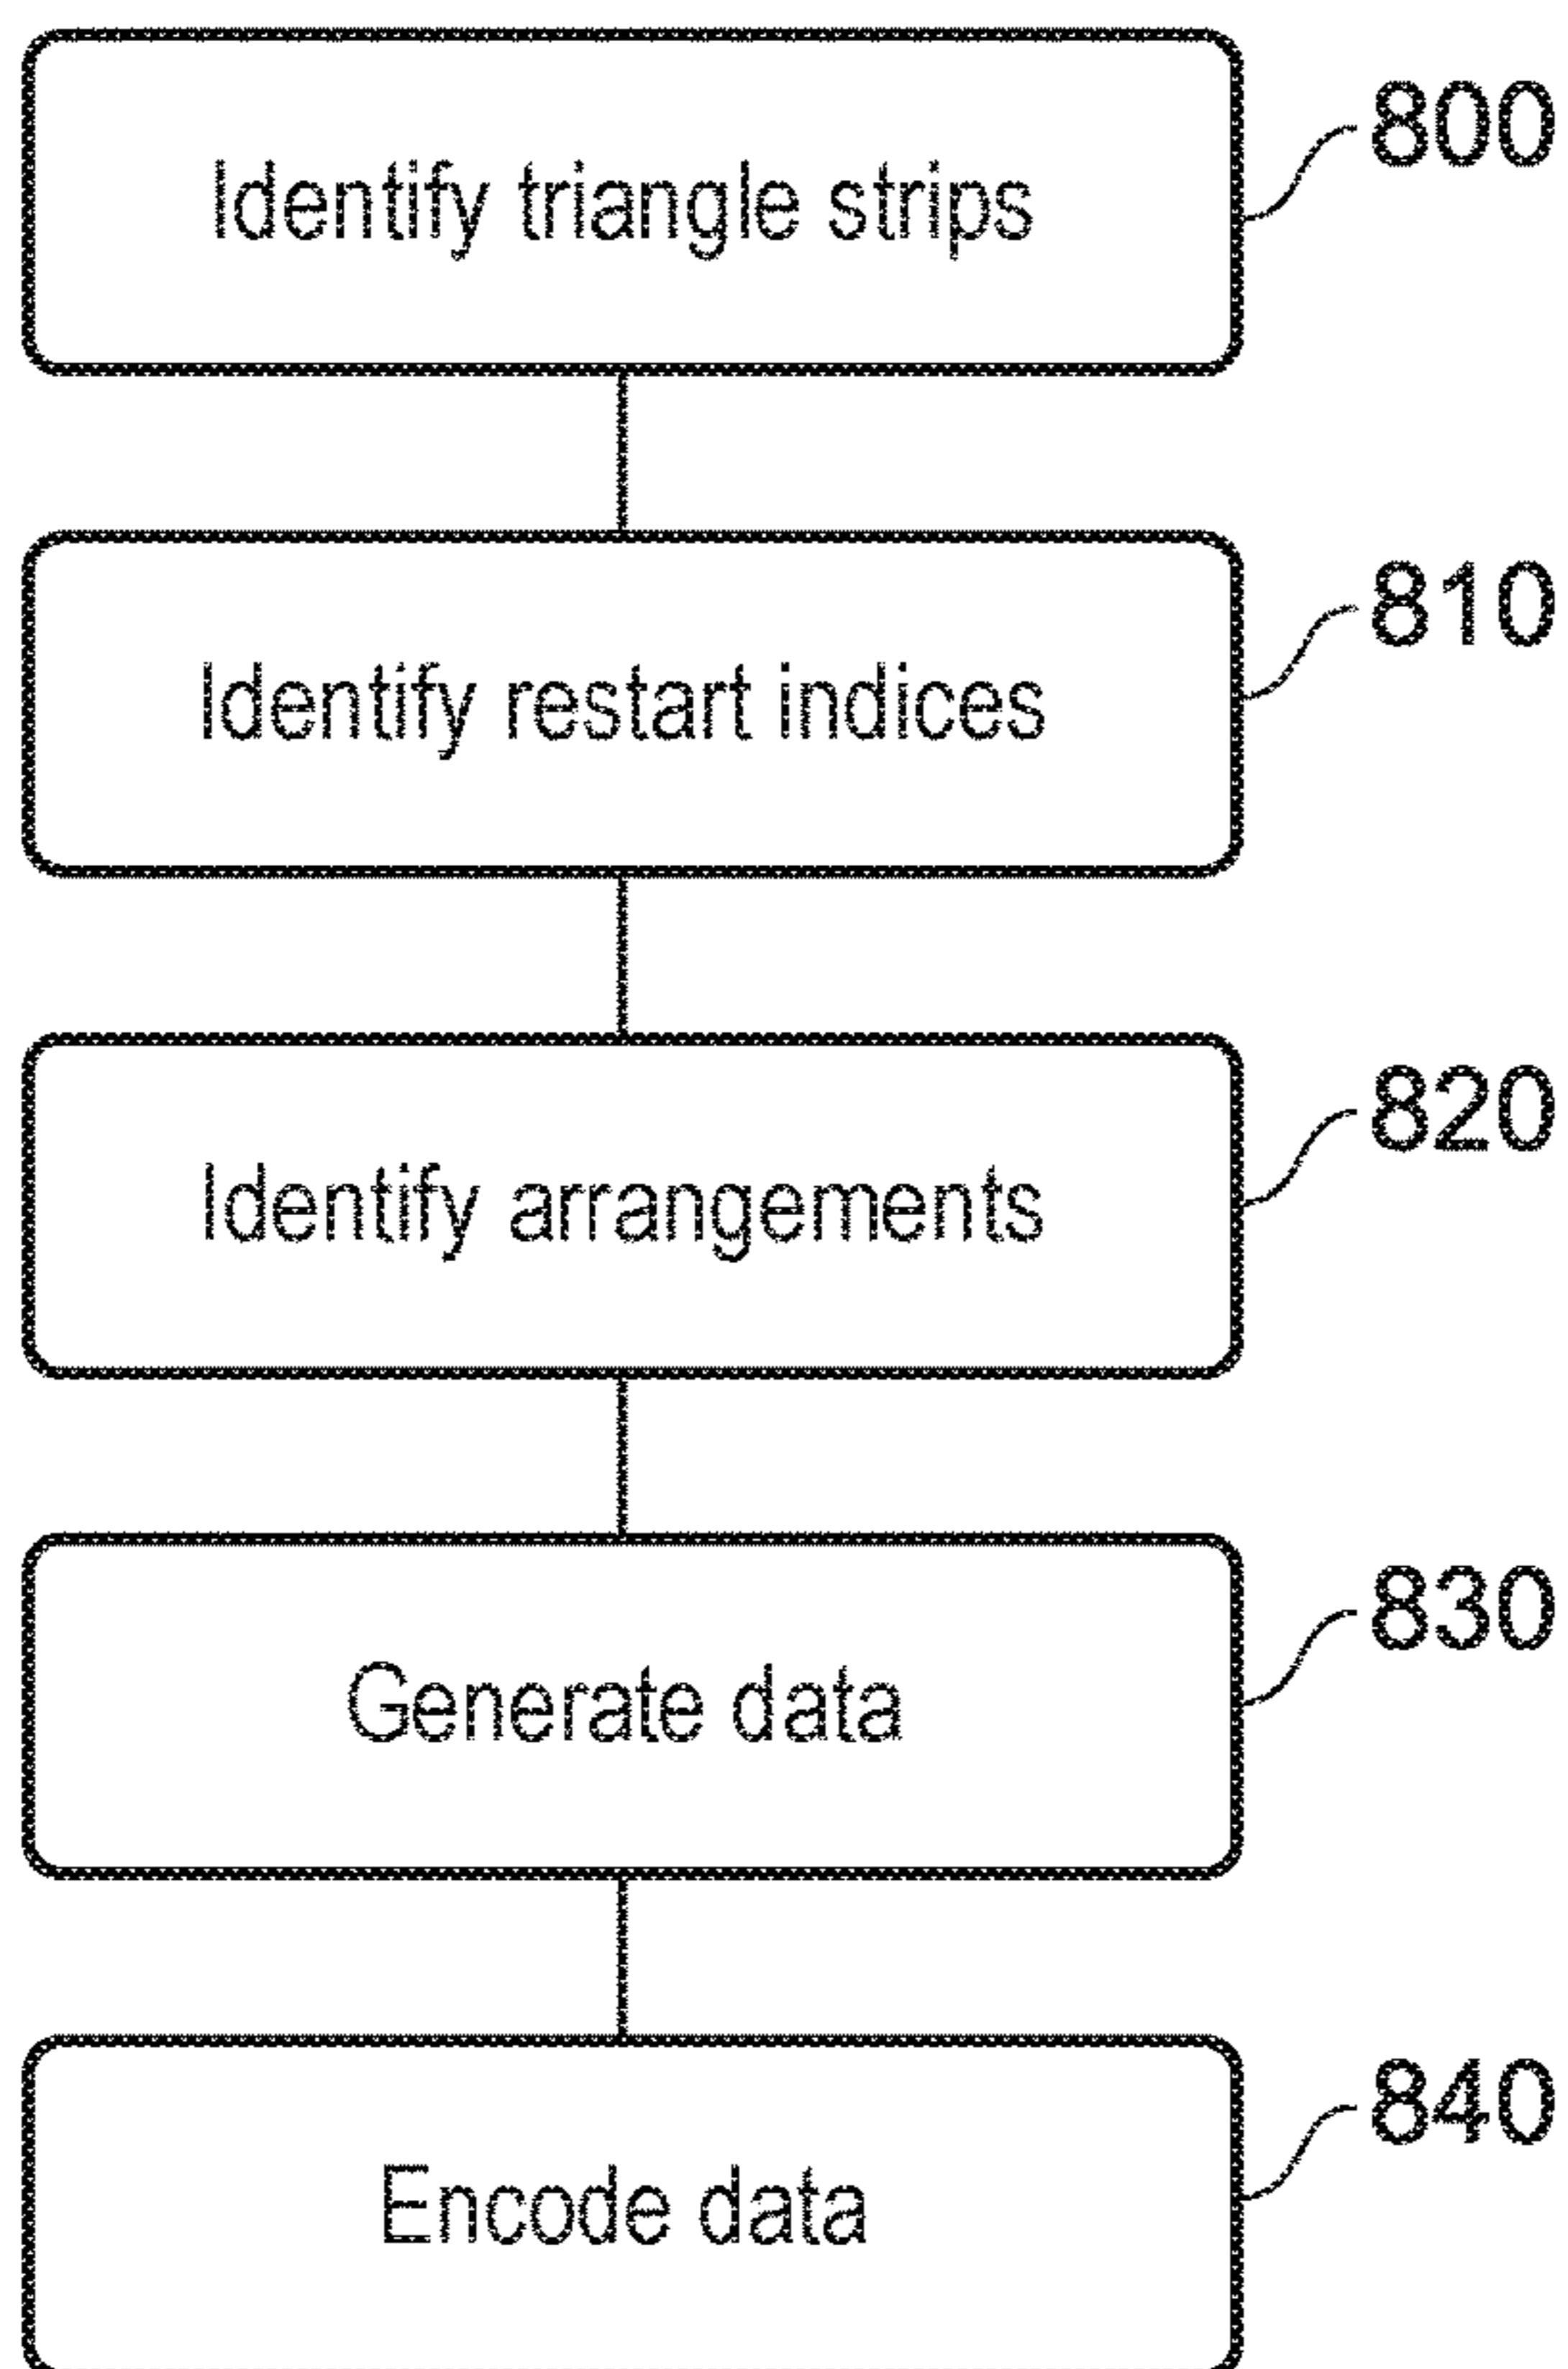 Identify triangle strips
800
Identify restart indices
810
Identify arrangements
820
Generate data
830
Encode data
840